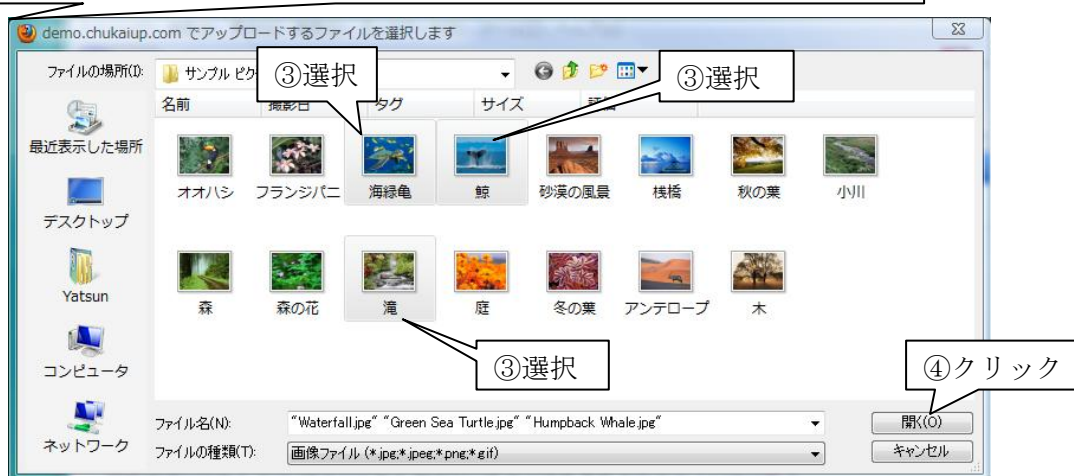 demo.chukaiup.com でアップロードするファイルを選択します
ファイルの場所(I):
サンプル ピク
③選択
③選択
名前
撮影日
タグ
サイズ
評価
最近表示した場所
デスクトップ
Yatsun
コンピュータ
ネットワーク
オオハシ
フランジパニ
海緑亀
鯨
砂漠の風景
桟橋
秋の葉
小川
森
森の花
滝
庭
冬の葉
アンテロープ
木
③選択
④クリック
ファイル名(N):
"Waterfall.jpg" "Green Sea Turtle.jpg" "Humpback Whale.jpg"
開く(O)
ファイルの種類(T):
画像ファイル (*.jpg;*.jpeg;*.png;*.gif)
キャンセル